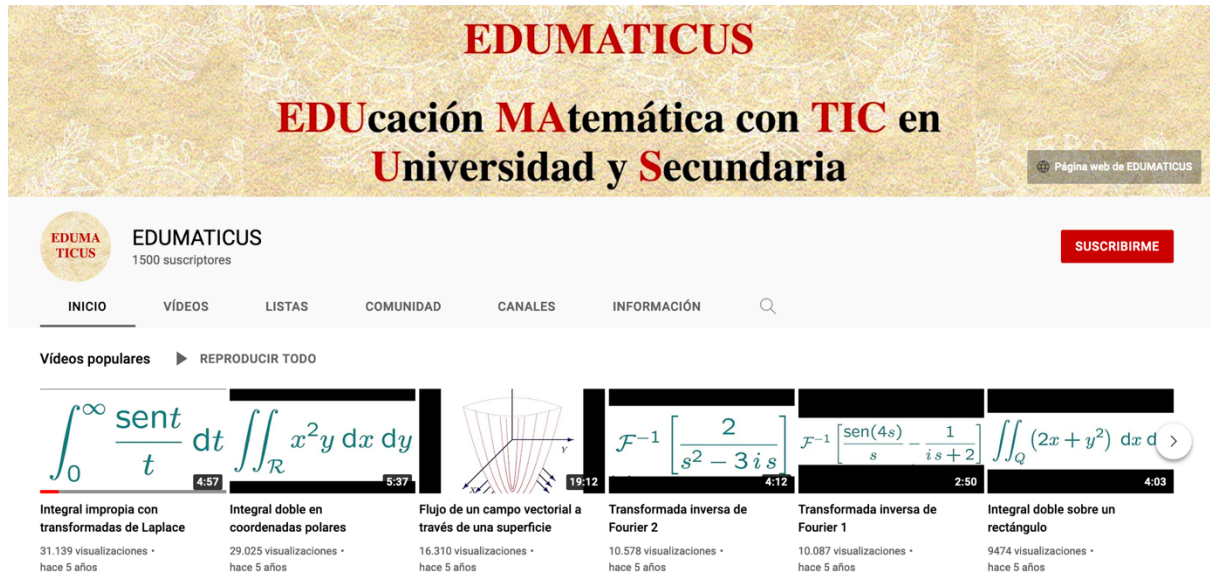 EDUMATICUS
EDUcación MAtemática con TIC en
Universidad y Secundaria
Página web de EDUMATICUS
EDUMA
TICUS
EDUMATICUS
1500 suscriptores
SUSCRIBIRME
INICIO VÍDEOS LISTAS COMUNIDAD CANALES INFORMACIÓN
Vídeos populares REPRODUCIR TODO
∫₀^∞ sent/t dt
4:57
∬_R x²y dx dy
5:37
Y
X
19:12
F⁻¹[2/(s² − 3is)]
4:12
F⁻¹[sen(4s)/s − 1/(is + 2)]
2:50
∬_Q (2x + y²) dx d
4:03
Integral impropia con
transformadas de Laplace
31.139 visualizaciones •
hace 5 años
Integral doble en
coordenadas polares
29.025 visualizaciones •
hace 5 años
Flujo de un campo vectorial a
través de una superficie
16.310 visualizaciones •
hace 5 años
Transformada inversa de
Fourier 2
10.578 visualizaciones •
hace 5 años
Transformada inversa de
Fourier 1
10.087 visualizaciones •
hace 5 años
Integral doble sobre un
rectángulo
9474 visualizaciones •
hace 5 años